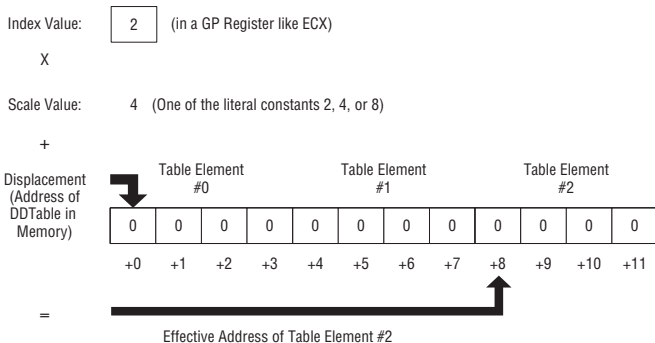 Index Value: 2 (in a GP Register like ECX)
X
Scale Value: 4 (One of the literal constants 2, 4, or 8)
+
Displacement
(Address of
DDTable in
Memory)
Table Element
#0
Table Element
#1
Table Element
#2
0 0 0 0 0 0 0 0 0 0 0 0
+0 +1 +2 +3 +4 +5 +6 +7 +8 +9 +10 +11
=
Effective Address of Table Element #2